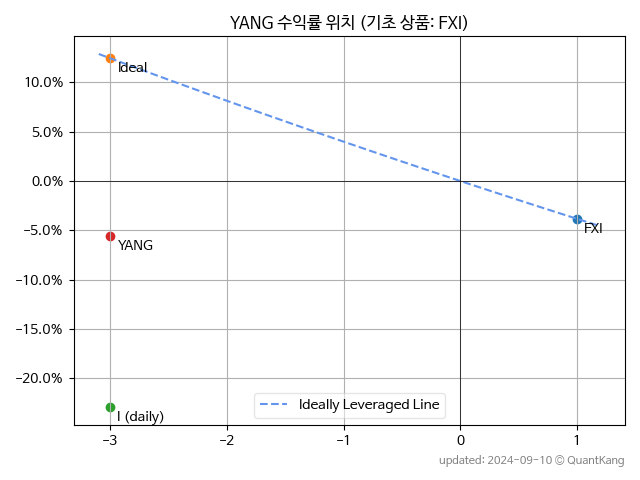 YANG 수익률 위치 (기초 상품: FXI)
10.0%
5.0%
0.0%
−5.0%
−10.0%
−15.0%
−20.0%
Ideal
YANG
FXI
I (daily)
Ideally Leveraged Line
−3
−2
−1
0
1
updated: 2024-09-10 © QuantKang